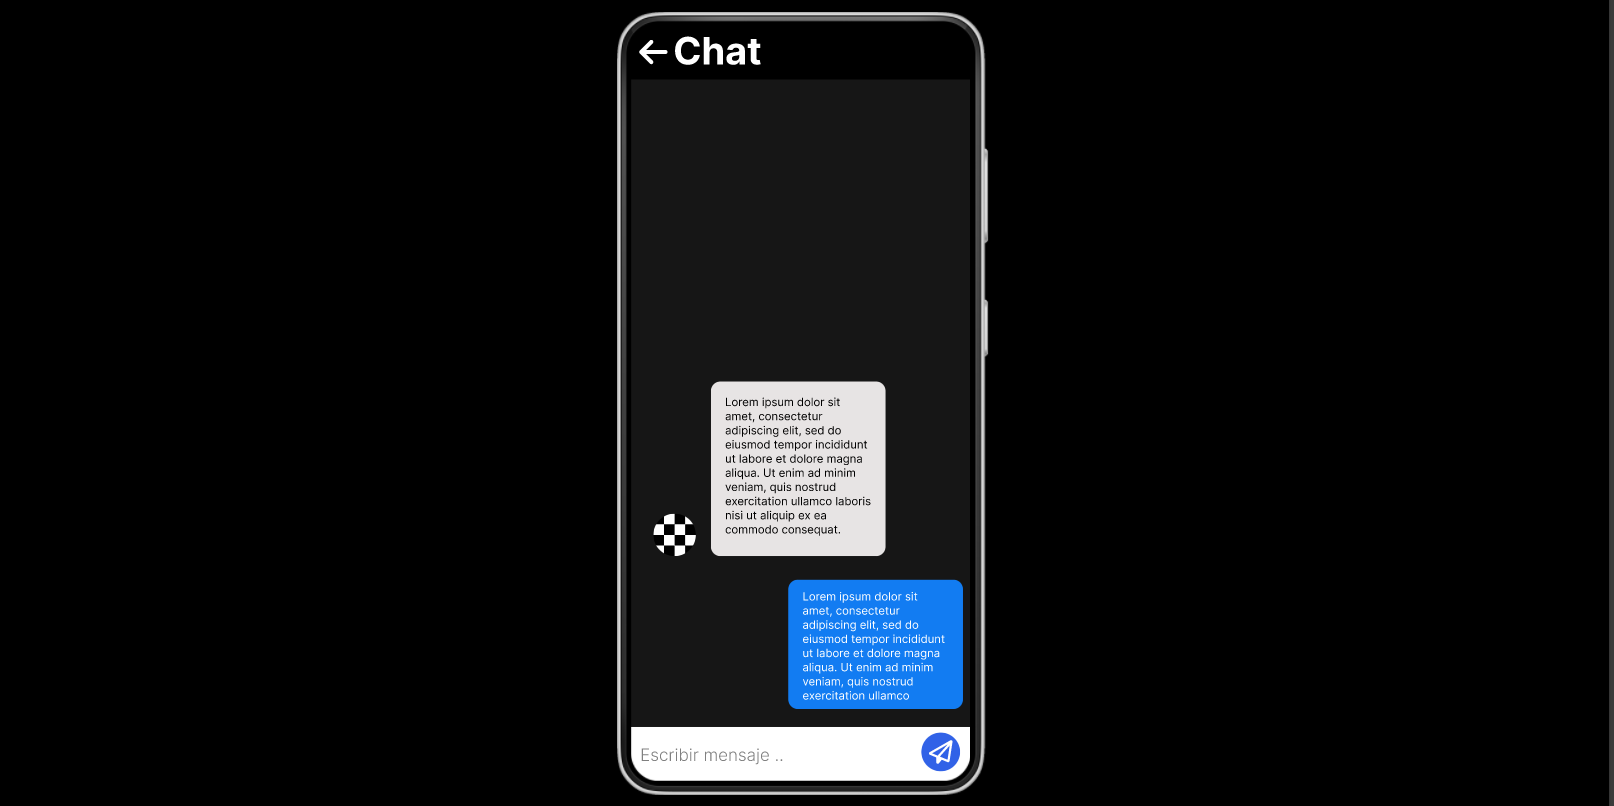 Chat
Lorem ipsum dolor sit
amet, consectetur
adipiscing elit, sed do
eiusmod tempor incididunt
ut labore et dolore magna
aliqua. Ut enim ad minim
veniam, quis nostrud
exercitation ullamco laboris
nisi ut aliquip ex ea
commodo consequat.
Lorem ipsum dolor sit
amet, consectetur
adipiscing elit, sed do
eiusmod tempor incididunt
ut labore et dolore magna
aliqua. Ut enim ad minim
veniam, quis nostrud
exercitation ullamco
Escribir mensaje ..